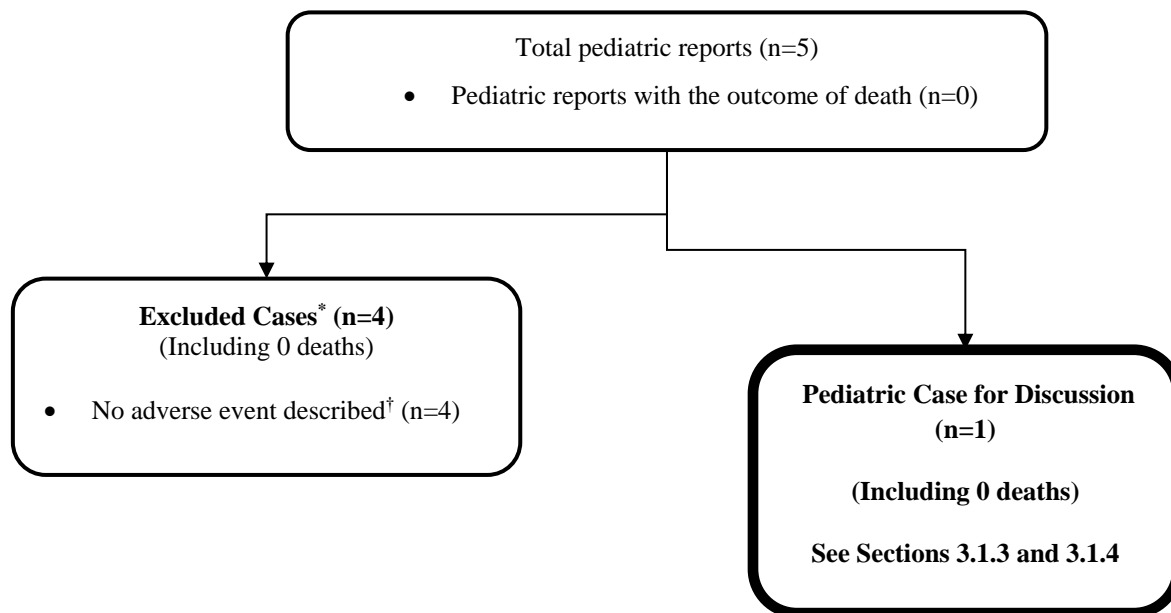 Total pediatric reports (n=5)
• Pediatric reports with the outcome of death (n=0)
Excluded Cases* (n=4)
(Including 0 deaths)
• No adverse event described† (n=4)
Pediatric Case for Discussion
(n=1)
(Including 0 deaths)
See Sections 3.1.3 and 3.1.4